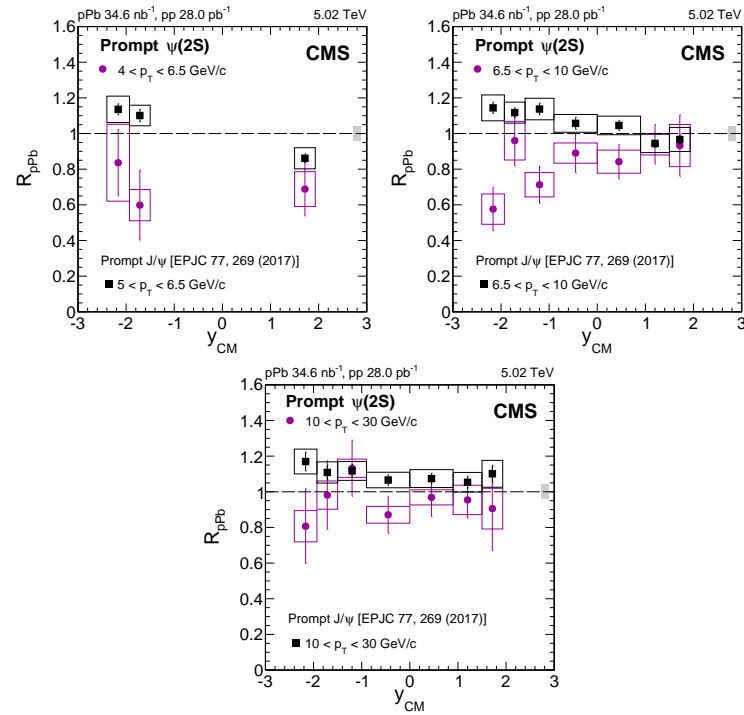 pPb 34.6 nb⁻¹, pp 28.0 pb⁻¹ 5.02 TeV
Prompt ψ(2S) CMS
4 < p_T < 6.5 GeV/c
R_pPb
1.6
1.4
1.2
1
0.8
0.6
0.4
0.2
0
Prompt J/ψ [EPJC 77, 269 (2017)]
5 < p_T < 6.5 GeV/c
−3 −2 −1 0 1 2 3
y_CM
pPb 34.6 nb⁻¹, pp 28.0 pb⁻¹ 5.02 TeV
Prompt ψ(2S) CMS
6.5 < p_T < 10 GeV/c
R_pPb
1.6
1.4
1.2
1
0.8
0.6
0.4
0.2
0
Prompt J/ψ [EPJC 77, 269 (2017)]
6.5 < p_T < 10 GeV/c
−3 −2 −1 0 1 2 3
y_CM
pPb 34.6 nb⁻¹, pp 28.0 pb⁻¹ 5.02 TeV
Prompt ψ(2S) CMS
10 < p_T < 30 GeV/c
R_pPb
1.6
1.4
1.2
1
0.8
0.6
0.4
0.2
0
Prompt J/ψ [EPJC 77, 269 (2017)]
10 < p_T < 30 GeV/c
−3 −2 −1 0 1 2 3
y_CM